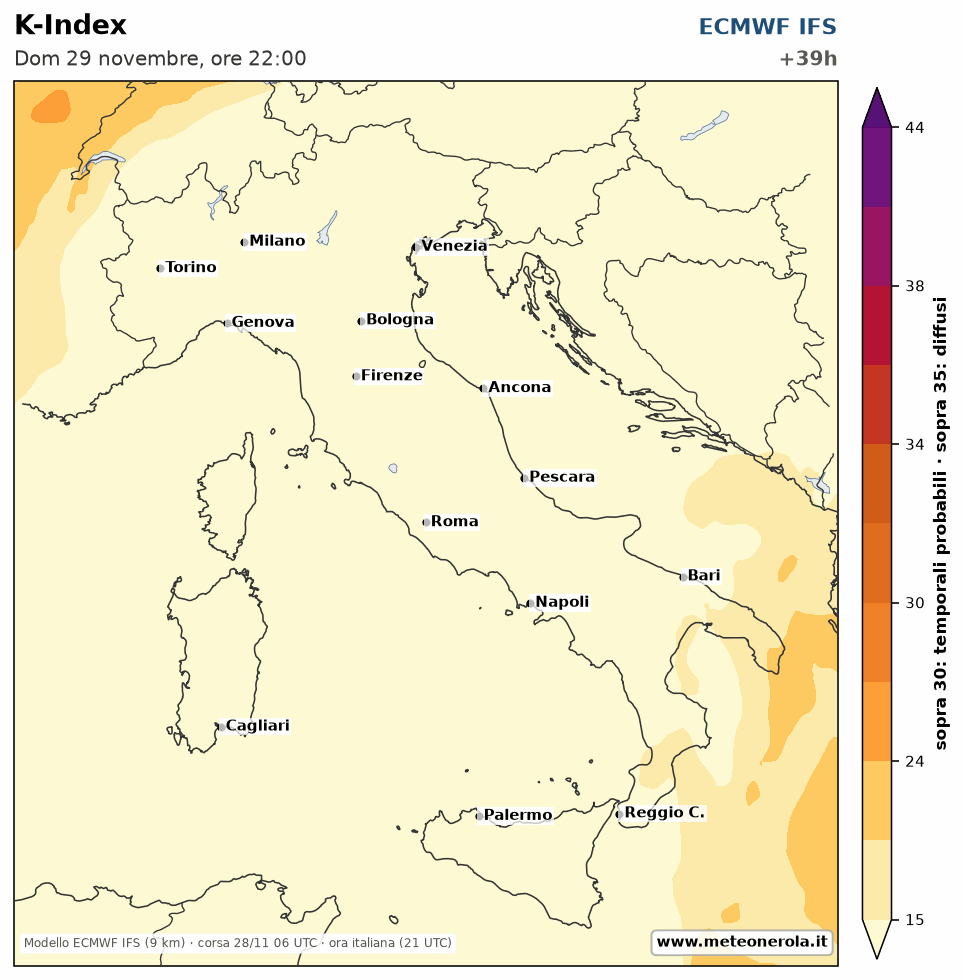 K-Index
ECMWF IFS
Dom 29 novembre, ore 22:00
+39h
Milano
Venezia
Torino
Genova
Bologna
Firenze
Ancona
Pescara
Roma
Bari
Napoli
Cagliari
Palermo
Reggio C.
44
38
34
30
24
15
sopra 30: temporali probabili · sopra 35: diffusi
Modello ECMWF IFS (9 km) · corsa 28/11 06 UTC · ora italiana (21 UTC)
www.meteonerola.it